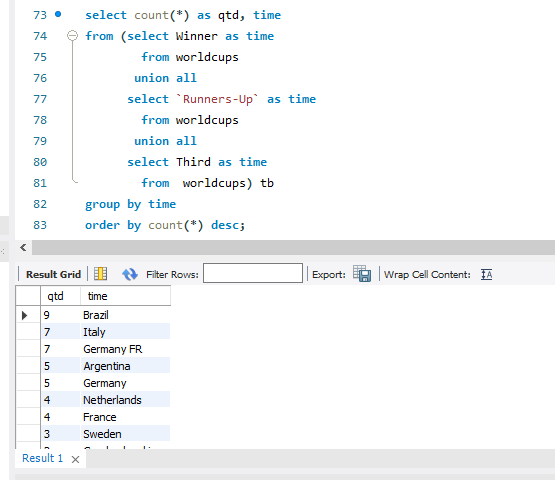 73 select count(*) as qtd, time
74 from (select Winner as time
75 from worldcups
76 union all
77 select `Runners-Up` as time
78 from worldcups
79 union all
80 select Third as time
81 from worldcups) tb
82 group by time
83 order by count(*) desc;
Result Grid Filter Rows: Export: Wrap Cell Content:
qtd time
9 Brazil
7 Italy
7 Germany FR
5 Argentina
5 Germany
4 Netherlands
4 France
3 Sweden
Result 1